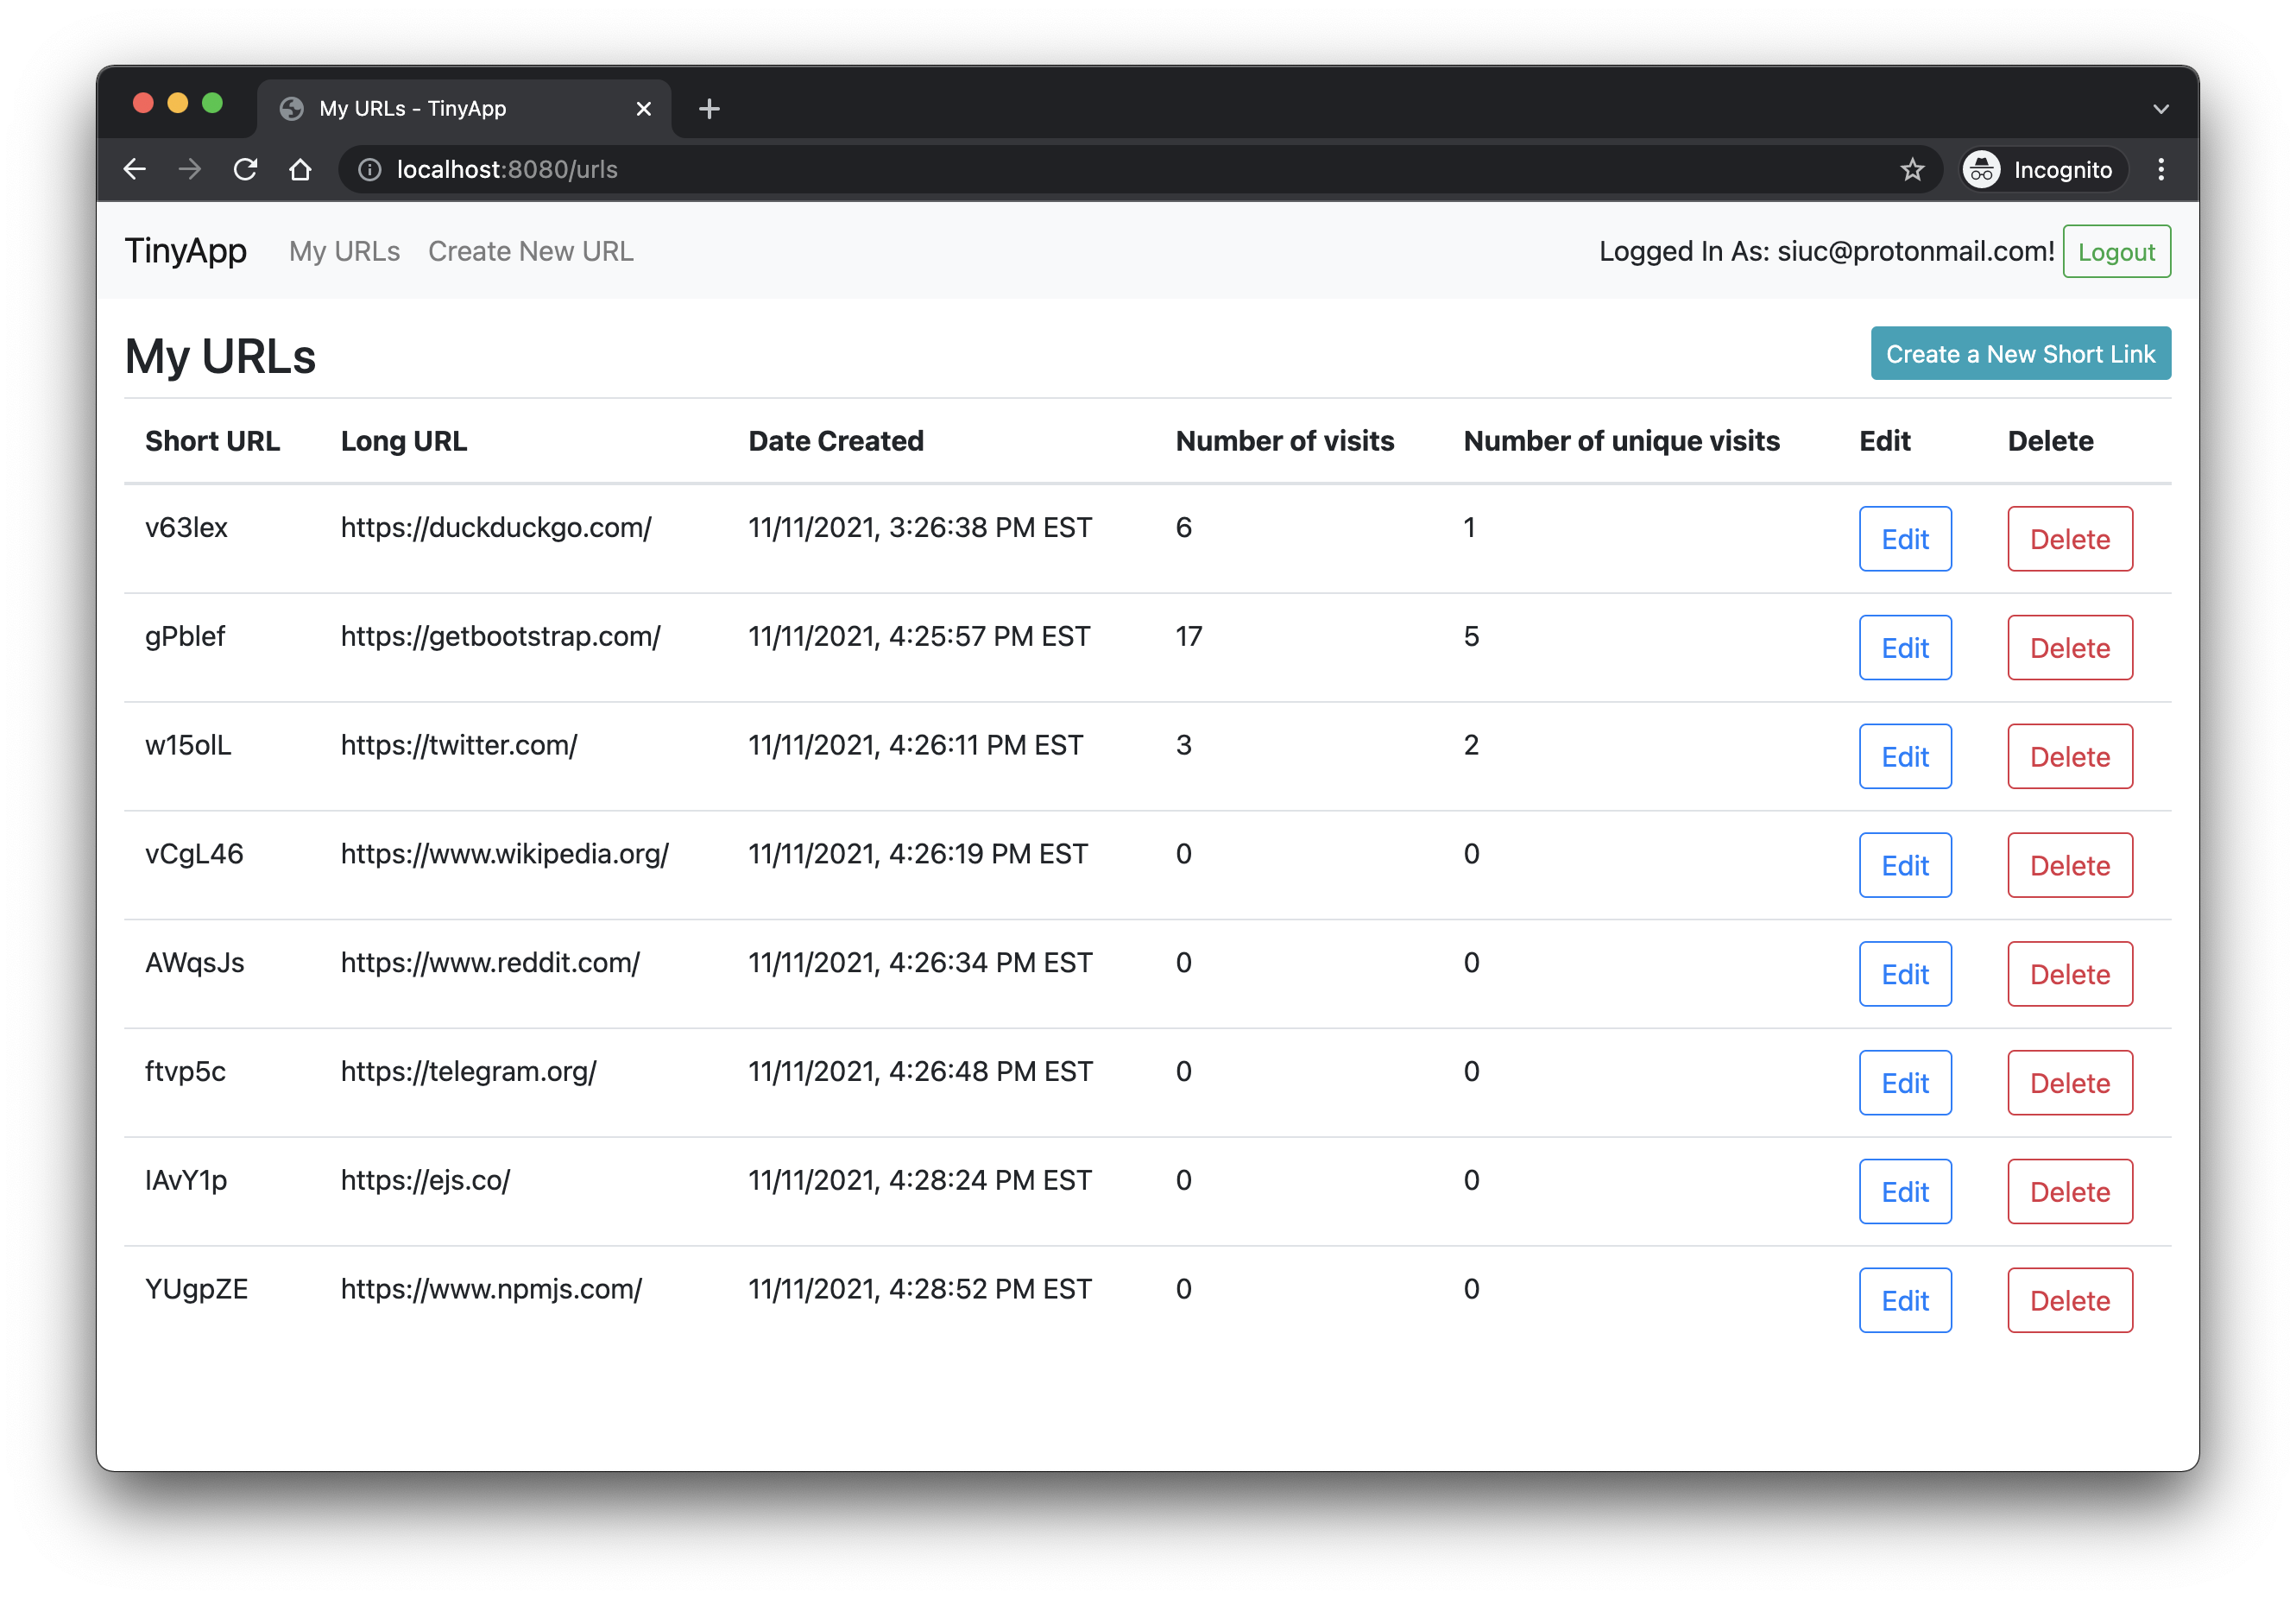 My URLs - TinyApp
localhost:8080/urls
Incognito
TinyApp My URLs Create New URL Logged In As: siuc@protonmail.com! Logout
My URLs Create a New Short Link
Short URL Long URL Date Created Number of visits Number of unique visits Edit Delete
v63lex https://duckduckgo.com/ 11/11/2021, 3:26:38 PM EST 6 1 Edit Delete
gPblef https://getbootstrap.com/ 11/11/2021, 4:25:57 PM EST 17 5 Edit Delete
w15olL https://twitter.com/ 11/11/2021, 4:26:11 PM EST 3 2 Edit Delete
vCgL46 https://www.wikipedia.org/ 11/11/2021, 4:26:19 PM EST 0 0 Edit Delete
AWqsJs https://www.reddit.com/ 11/11/2021, 4:26:34 PM EST 0 0 Edit Delete
ftvp5c https://telegram.org/ 11/11/2021, 4:26:48 PM EST 0 0 Edit Delete
lAvY1p https://ejs.co/ 11/11/2021, 4:28:24 PM EST 0 0 Edit Delete
YUgpZE https://www.npmjs.com/ 11/11/2021, 4:28:52 PM EST 0 0 Edit Delete